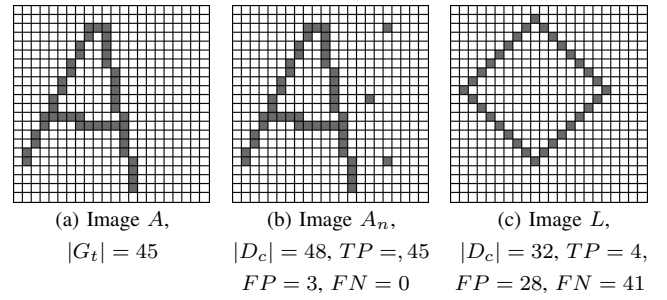 (a) Image A,
|G_t| = 45
(b) Image A_n,
|D_c| = 48, TP =, 45
FP = 3, FN = 0
(c) Image L,
|D_c| = 32, TP = 4,
FP = 28, FN = 41